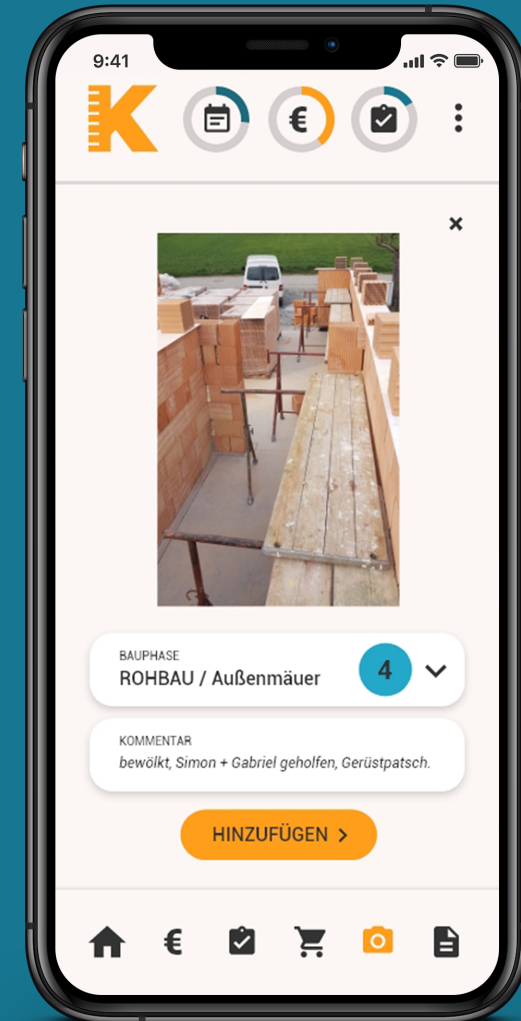 9:41
K
€
BAUPHASE
ROHBAU / Außenmäuer
4
KOMMENTAR
bewölkt, Simon + Gabriel geholfen, Gerüstpatsch.
HINZUFÜGEN >
€